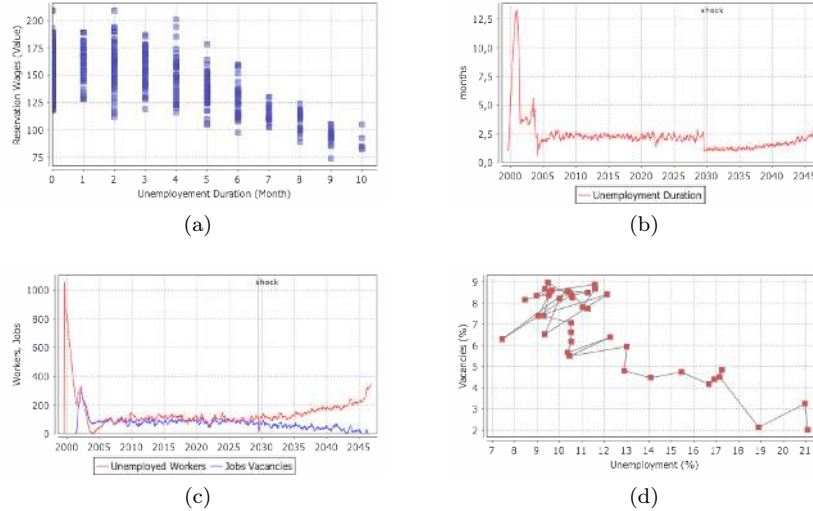 200
175
150
125
100
75
Reservation Wages (Value)
0 1 2 3 4 5 6 7 8 9 10
Unemployement Duration (Month)
(a)
shock
12,5
10,0
7,5
5,0
2,5
0,0
months
2000 2005 2010 2015 2020 2025 2030 2035 2040 2045
Unemployment Duration
(b)
shock
1000
800
600
400
200
0
Workers, Jobs
2000 2005 2010 2015 2020 2025 2030 2035 2040 2045
Unemployed Workers Jobs Vacancies
(c)
9
8
7
6
5
4
3
2
Vacancies (%)
7 8 9 10 11 12 13 14 15 16 17 18 19 20 21
Unemployment (%)
(d)